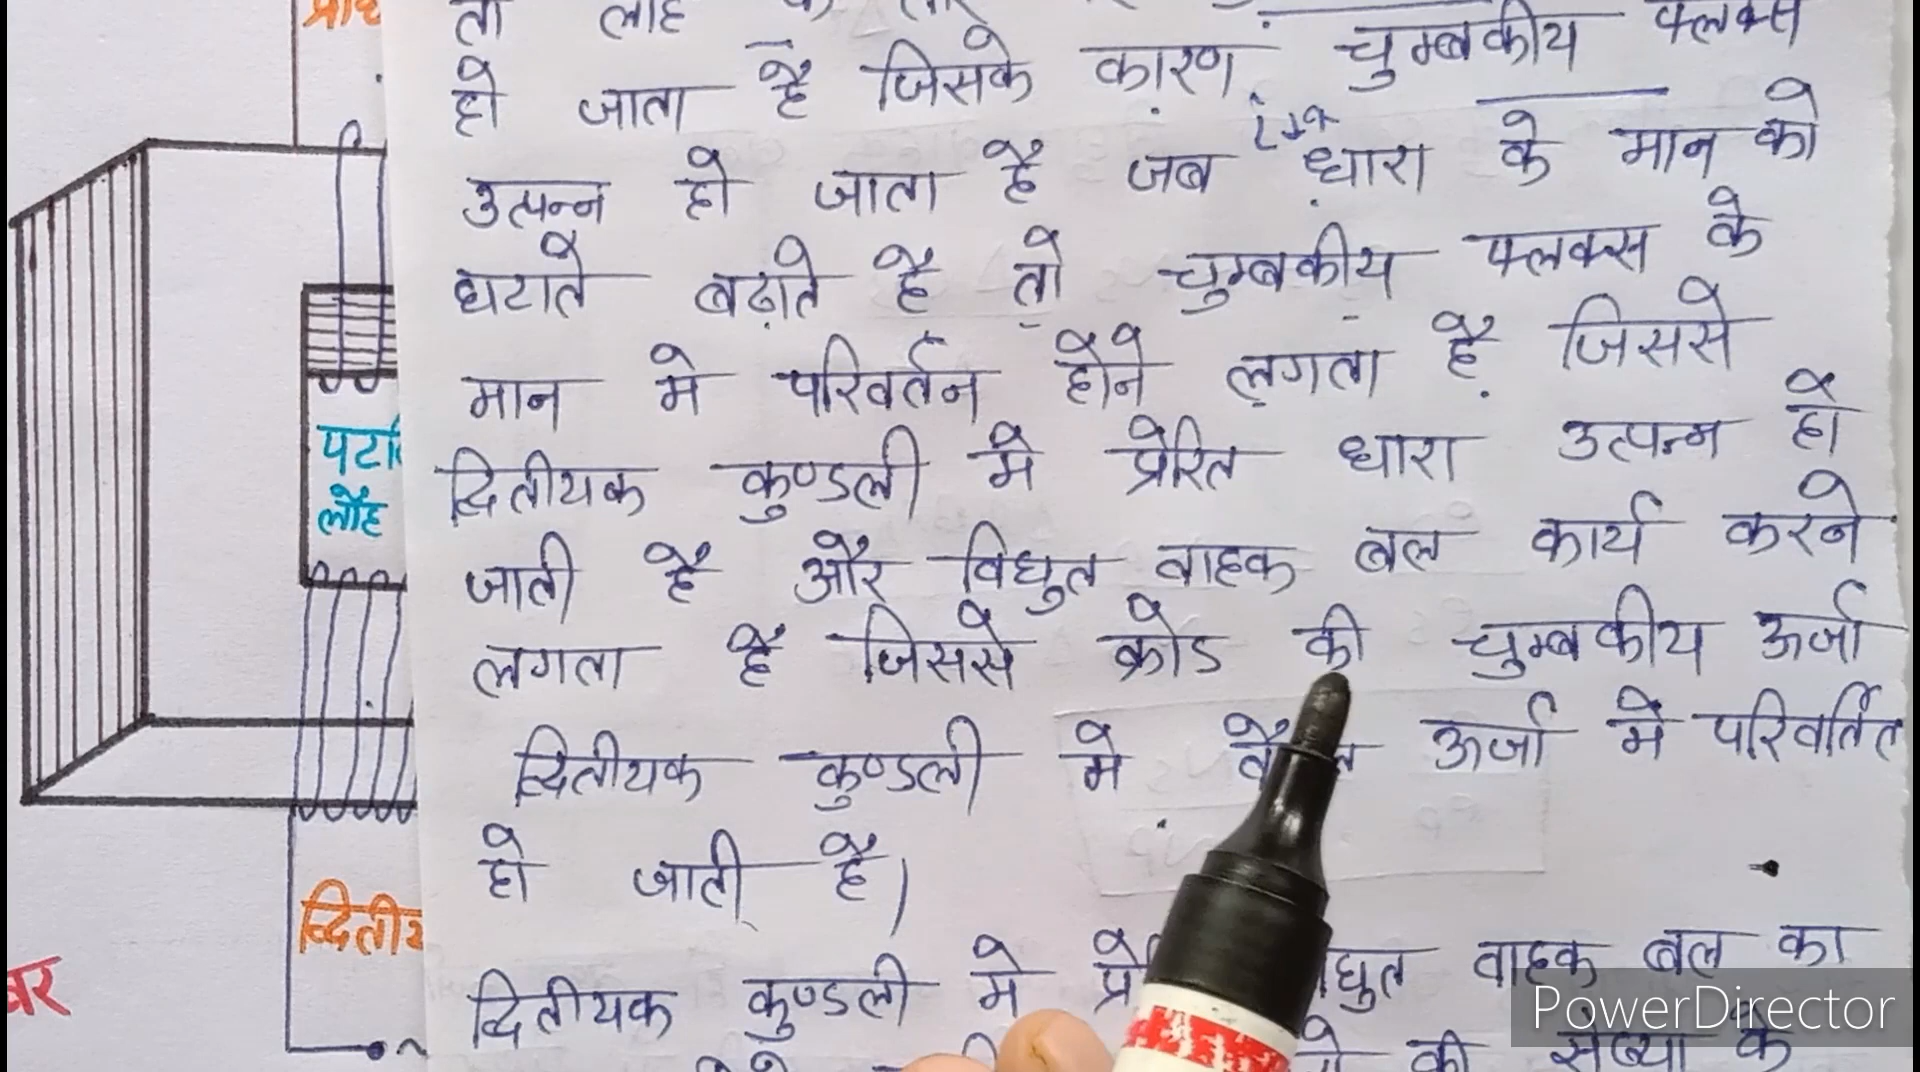 तो लोह
हो जाता है जिसके कारण चुम्बकीय फ्लक्स
उत्पन्न हो जाता है जब धारा के मान को
घटाते बढ़ाते है तो चुम्बकीय फ्लक्स के
मान मे परिवर्तन होने लगता है जिससे
द्वितीयक कुण्डली मे प्रेरित धारा उत्पन्न हो
जाती है और विधुत वाहक बल कार्य करने
लगता है जिससे क्रोड की चुम्बकीय ऊर्जा
द्वितीयक कुण्डली मे ऊर्जा मे परिवर्तित
हो जाती है।
द्वितीयक कुण्डली मे वाहक बल का
की संख्या के
लौह
PowerDirector